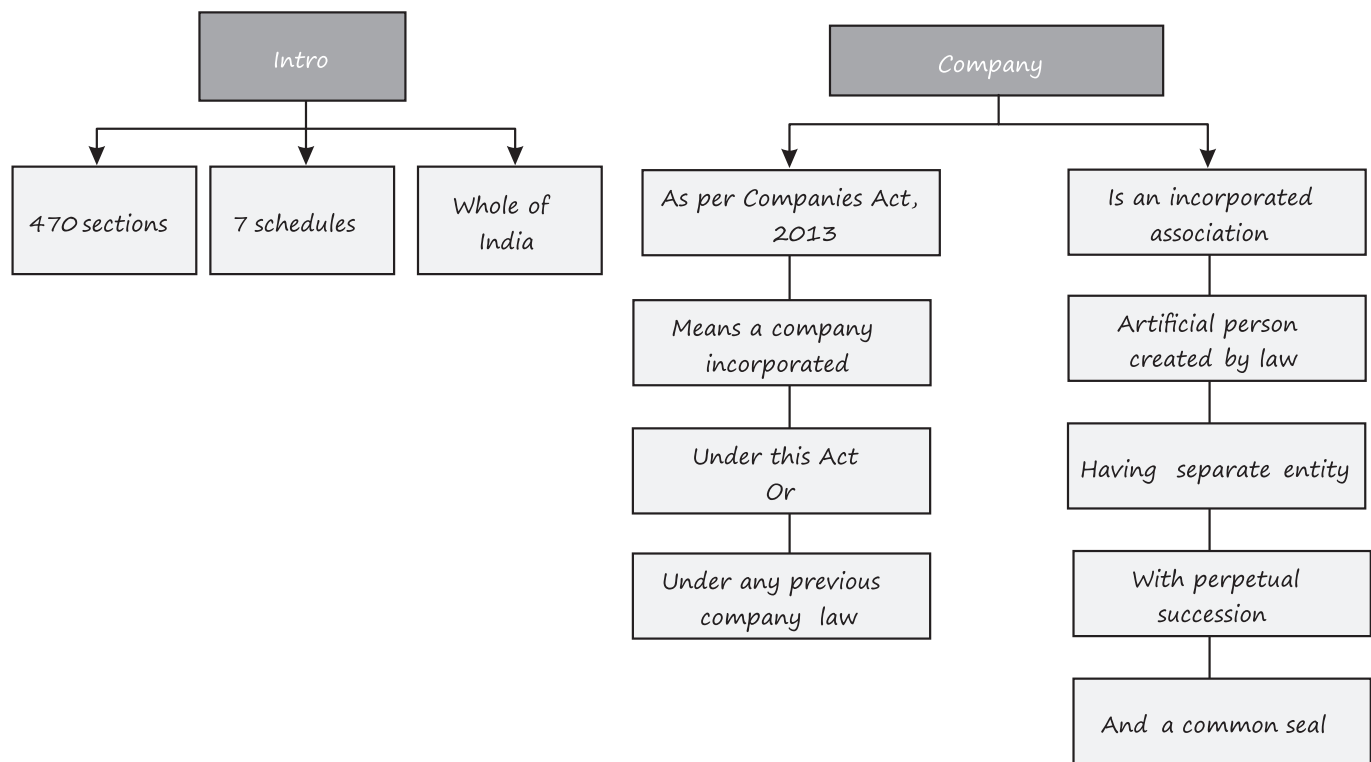 Intro
470 sections
7 schedules
Whole of
India
Company
As per Companies Act,
2013
Means a company
incorporated
Under this Act
Or
Under any previous
company law
Is an incorporated
association
Artificial person
created by law
Having separate entity
With perpetual
succession
And a common seal